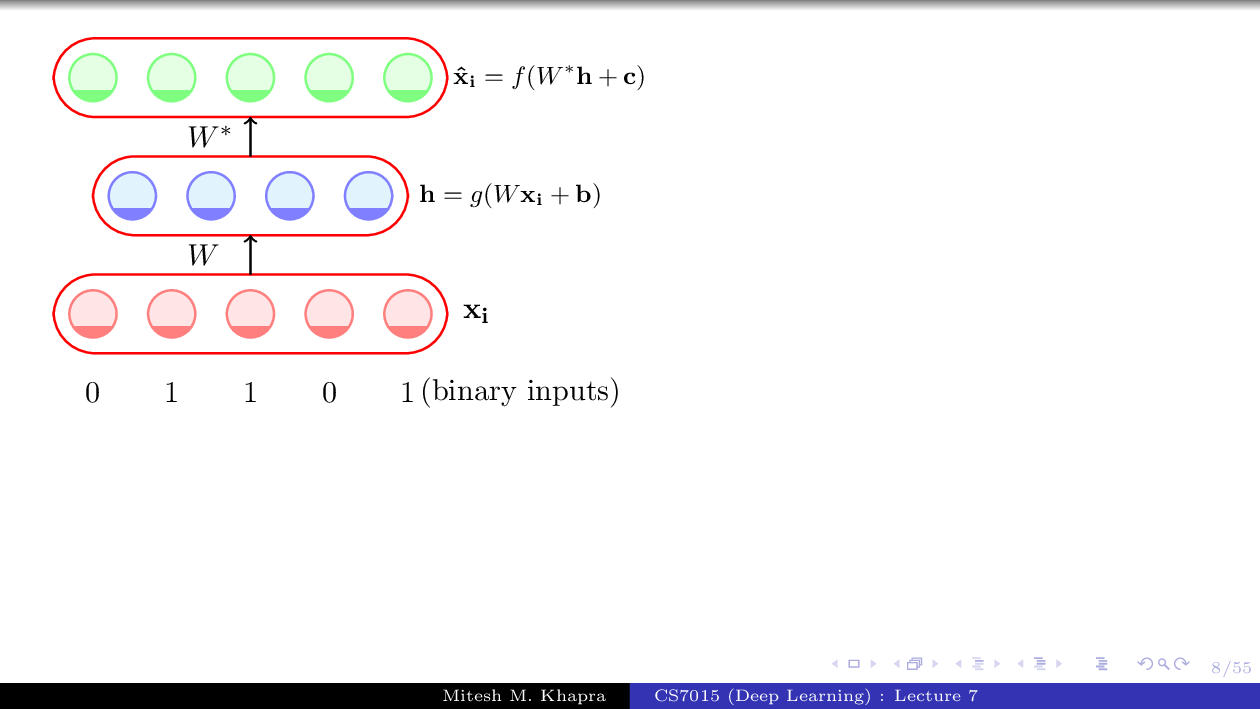 x̂ᵢ = f(W*h + c)
W*
h = g(Wxᵢ + b)
W
xᵢ
0 1 1 0 1 (binary inputs)
8/55
Mitesh M. Khapra CS7015 (Deep Learning) : Lecture 7